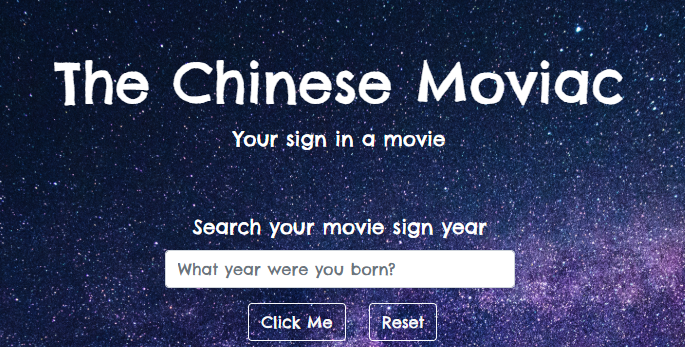 The Chinese Moviac
Your sign in a movie
Search your movie sign year
What year were you born?
Click Me Reset